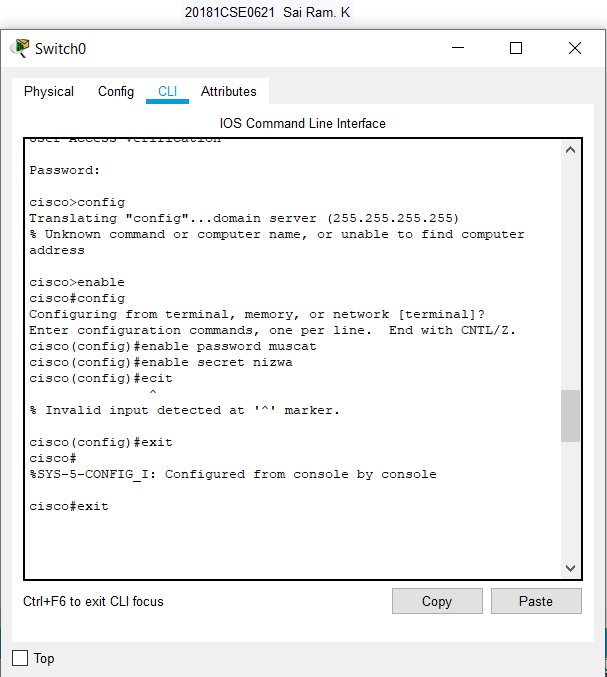 20181CSE0621 Sai Ram. K
Switch0
Physical Config CLI Attributes
IOS Command Line Interface
User Access Verification
Password:
cisco>config
Translating "config"...domain server (255.255.255.255)
% Unknown command or computer name, or unable to find computer
address
cisco>enable
cisco#config
Configuring from terminal, memory, or network [terminal]?
Enter configuration commands, one per line.  End with CNTL/Z.
cisco(config)#enable password muscat
cisco(config)#enable secret nizwa
cisco(config)#ecit
^
% Invalid input detected at '^' marker.
cisco(config)#exit
cisco#
%SYS-5-CONFIG_I: Configured from console by console
cisco#exit
Ctrl+F6 to exit CLI focus
Copy Paste
Top